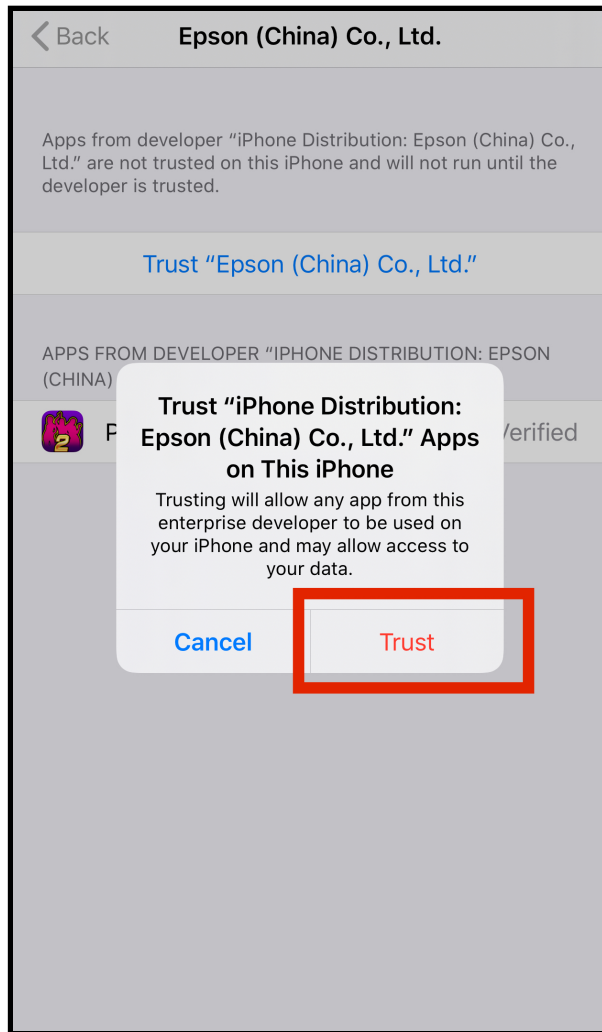 Back
Epson (China) Co., Ltd.
Apps from developer “iPhone Distribution: Epson (China) Co.,
Ltd.” are not trusted on this iPhone and will not run until the
developer is trusted.
Trust “Epson (China) Co., Ltd.”
APPS FROM DEVELOPER “IPHONE DISTRIBUTION: EPSON
(CHINA)
2
P
Verified
Trust “iPhone Distribution:
Epson (China) Co., Ltd.” Apps
on This iPhone
Trusting will allow any app from this
enterprise developer to be used on
your iPhone and may allow access to
your data.
Cancel
Trust